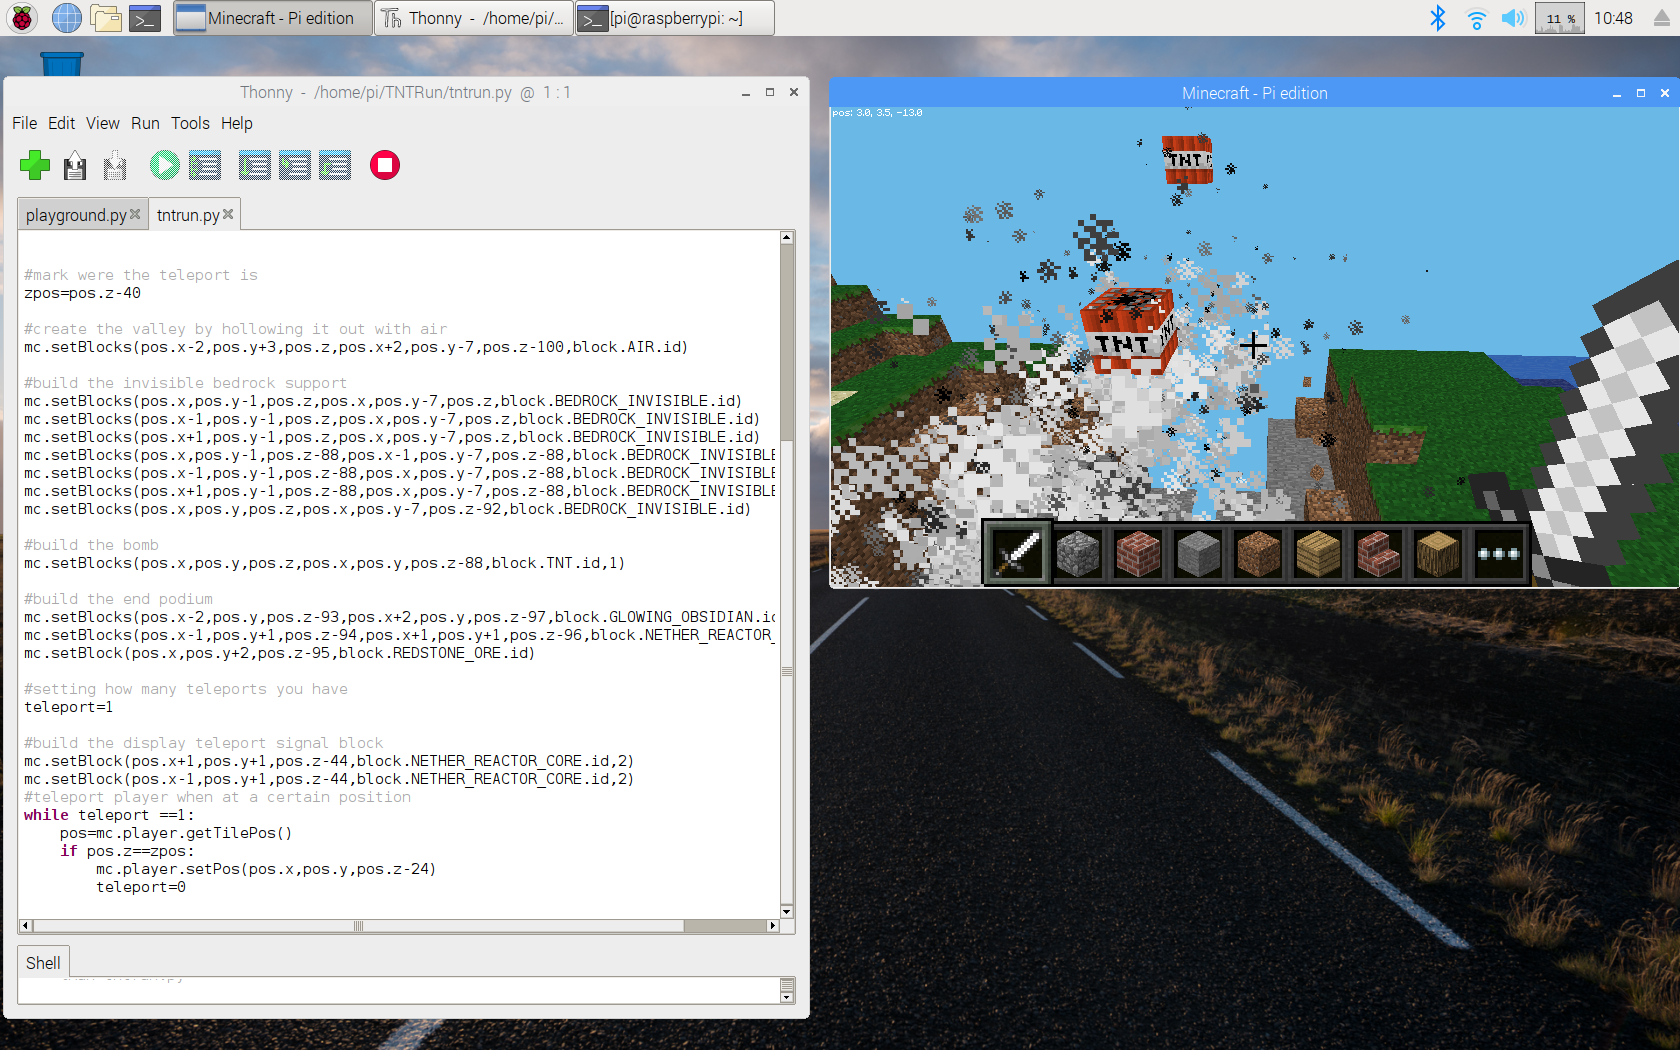 Minecraft - Pi edition
Thonny - /home/pi/...
[pi@raspberrypi: ~]
11 %
10:48
Thonny - /home/pi/TNTRun/tntrun.py @ 1 : 1
File Edit View Run Tools Help
playground.py
tntrun.py
#mark were the teleport is
zpos=pos.z-40
#create the valley by hollowing it out with air
mc.setBlocks(pos.x-2,pos.y+3,pos.z,pos.x+2,pos.y-7,pos.z-100,block.AIR.id)
#build the invisible bedrock support
mc.setBlocks(pos.x,pos.y-1,pos.z,pos.x,pos.y-7,pos.z,block.BEDROCK_INVISIBLE.id)
mc.setBlocks(pos.x-1,pos.y-1,pos.z,pos.x,pos.y-7,pos.z,block.BEDROCK_INVISIBLE.id)
mc.setBlocks(pos.x+1,pos.y-1,pos.z,pos.x,pos.y-7,pos.z,block.BEDROCK_INVISIBLE.id)
mc.setBlocks(pos.x,pos.y-1,pos.z-88,pos.x-1,pos.y-7,pos.z-88,block.BEDROCK_INVISIBLE
mc.setBlocks(pos.x-1,pos.y-1,pos.z-88,pos.x,pos.y-7,pos.z-88,block.BEDROCK_INVISIBLE
mc.setBlocks(pos.x+1,pos.y-1,pos.z-88,pos.x,pos.y-7,pos.z-88,block.BEDROCK_INVISIBLE
mc.setBlocks(pos.x,pos.y,pos.z,pos.x,pos.y-7,pos.z-92,block.BEDROCK_INVISIBLE.id)
#build the bomb
mc.setBlocks(pos.x,pos.y,pos.z,pos.x,pos.y,pos.z-88,block.TNT.id,1)
#build the end podium
mc.setBlocks(pos.x-2,pos.y,pos.z-93,pos.x+2,pos.y,pos.z-97,block.GLOWING_OBSIDIAN.id
mc.setBlocks(pos.x-1,pos.y+1,pos.z-94,pos.x+1,pos.y+1,pos.z-96,block.NETHER_REACTOR_
mc.setBlock(pos.x,pos.y+2,pos.z-95,block.REDSTONE_ORE.id)
#setting how many teleports you have
teleport=1
#build the display teleport signal block
mc.setBlock(pos.x+1,pos.y+1,pos.z-44,block.NETHER_REACTOR_CORE.id,2)
mc.setBlock(pos.x-1,pos.y+1,pos.z-44,block.NETHER_REACTOR_CORE.id,2)
#teleport player when at a certain position
while teleport ==1:
    pos=mc.player.getTilePos()
    if pos.z==zpos:
        mc.player.setPos(pos.x,pos.y,pos.z-24)
        teleport=0
Shell
Minecraft - Pi edition
pos: 3.0, 3.5, -13.0
TNT
TNT
TNT